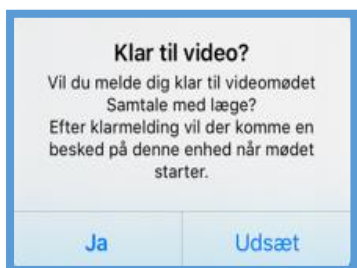 Klar til video?
Vil du melde dig klar til videomødet
Samtale med læge?
Efter klarmelding vil der komme en
besked på denne enhed når mødet
starter.
Ja
Udsæt